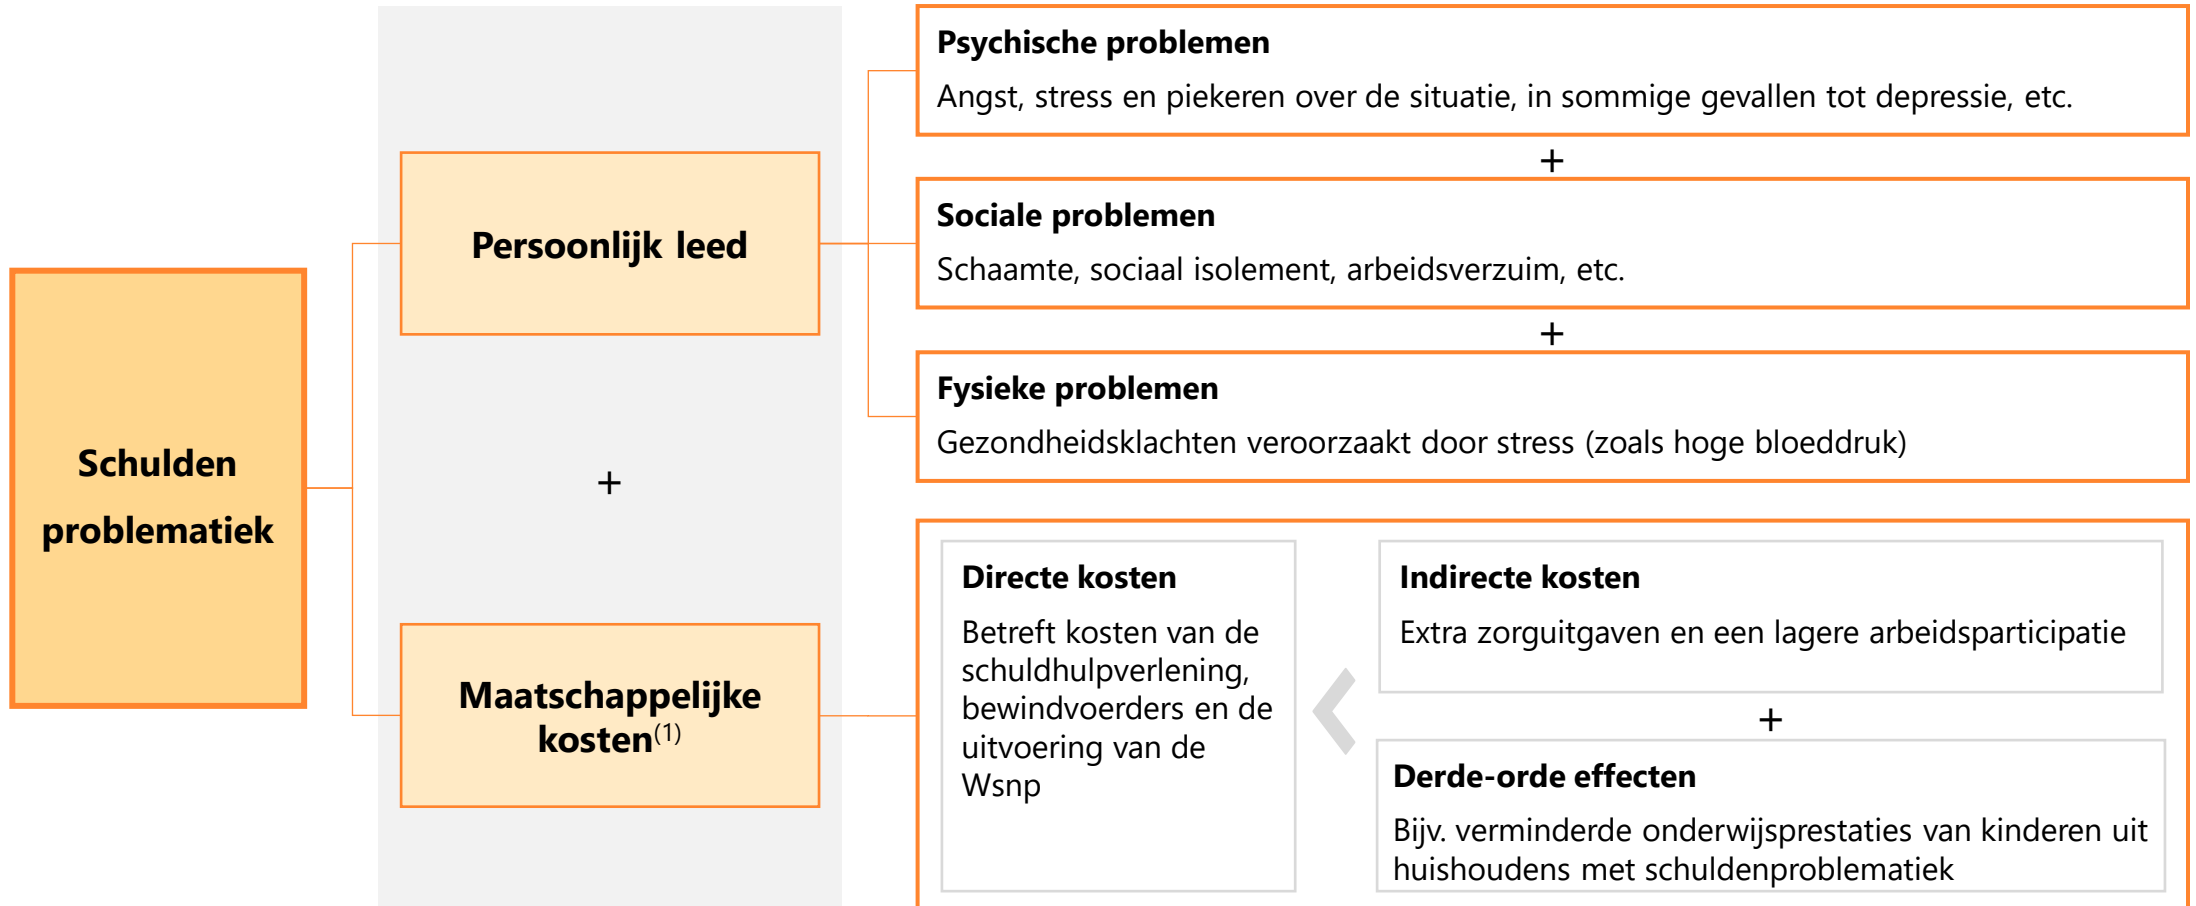 Psychische problemen
Angst, stress en piekeren over de situatie, in sommige gevallen tot depressie, etc.
+
Persoonlijk leed
Sociale problemen
Schaamte, sociaal isolement, arbeidsverzuim, etc.
+
Fysieke problemen
Gezondheidsklachten veroorzaakt door stress (zoals hoge bloeddruk)
Schulden
problematiek
+
Maatschappelijke
kosten(1)
Directe kosten
Betreft kosten van de
schuldhulpverlening,
bewindvoerders en de
uitvoering van de
Wsnp
Indirecte kosten
Extra zorguitgaven en een lagere arbeidsparticipatie
+
Derde-orde effecten
Bijv. verminderde onderwijsprestaties van kinderen uit
huishoudens met schuldenproblematiek